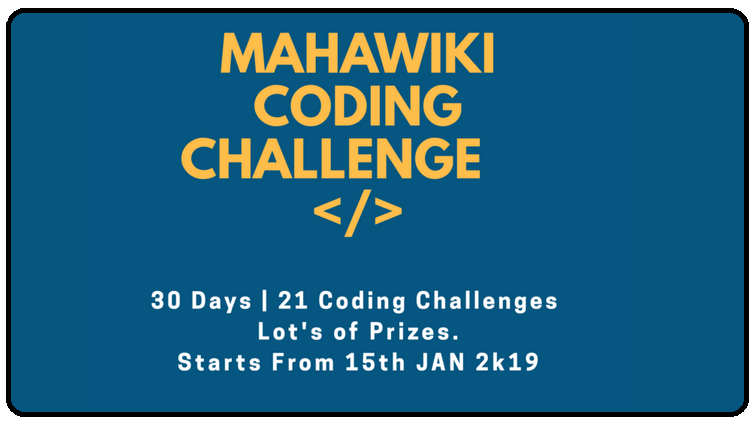 MAHAWIKI
CODING
CHALLENGE
</>
30 Days | 21 Coding Challenges
Lot's of Prizes.
Starts From 15th JAN 2k19